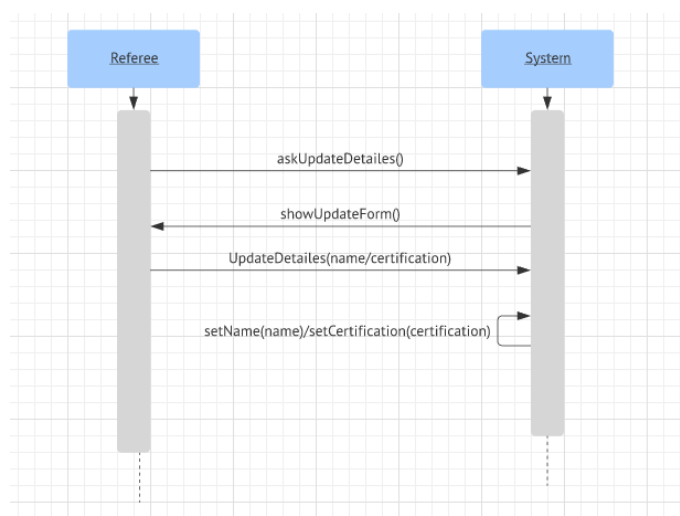 Referee
System
askUpdateDetailes()
showUpdateForm()
UpdateDetailes(name/certification)
setName(name)/setCertification(certification)